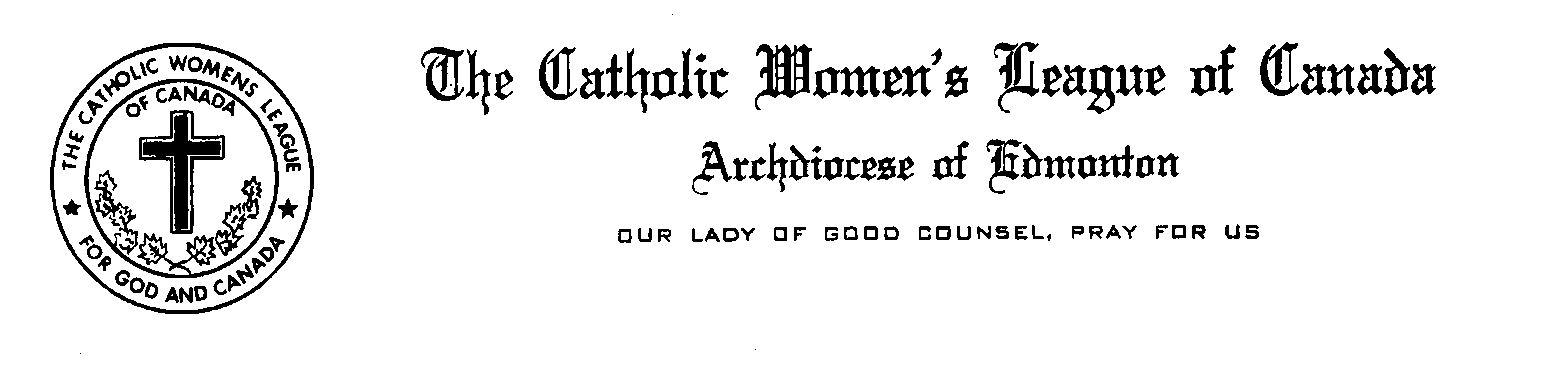 THE CATHOLIC WOMENS LEAGUE
OF CANADA
FOR GOD AND CANADA
The Catholic Women's League of Canada
Archdiocese of Edmonton
OUR LADY OF GOOD COUNSEL, PRAY FOR US